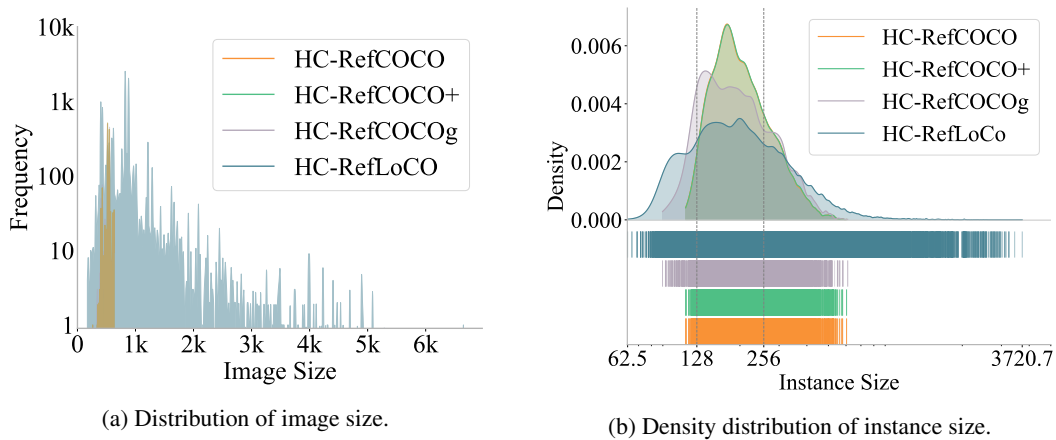 10k
1k
100
10
1
Frequency
HC-RefCOCO
HC-RefCOCO+
HC-RefCOCOg
HC-RefLoCO
0 1k 2k 3k 4k 5k 6k
Image Size
(a) Distribution of image size.
0.006
0.004
0.002
0.000
Density
HC-RefCOCO
HC-RefCOCO+
HC-RefCOCOg
HC-RefLoCo
62.5 128 256 3720.7
Instance Size
(b) Density distribution of instance size.